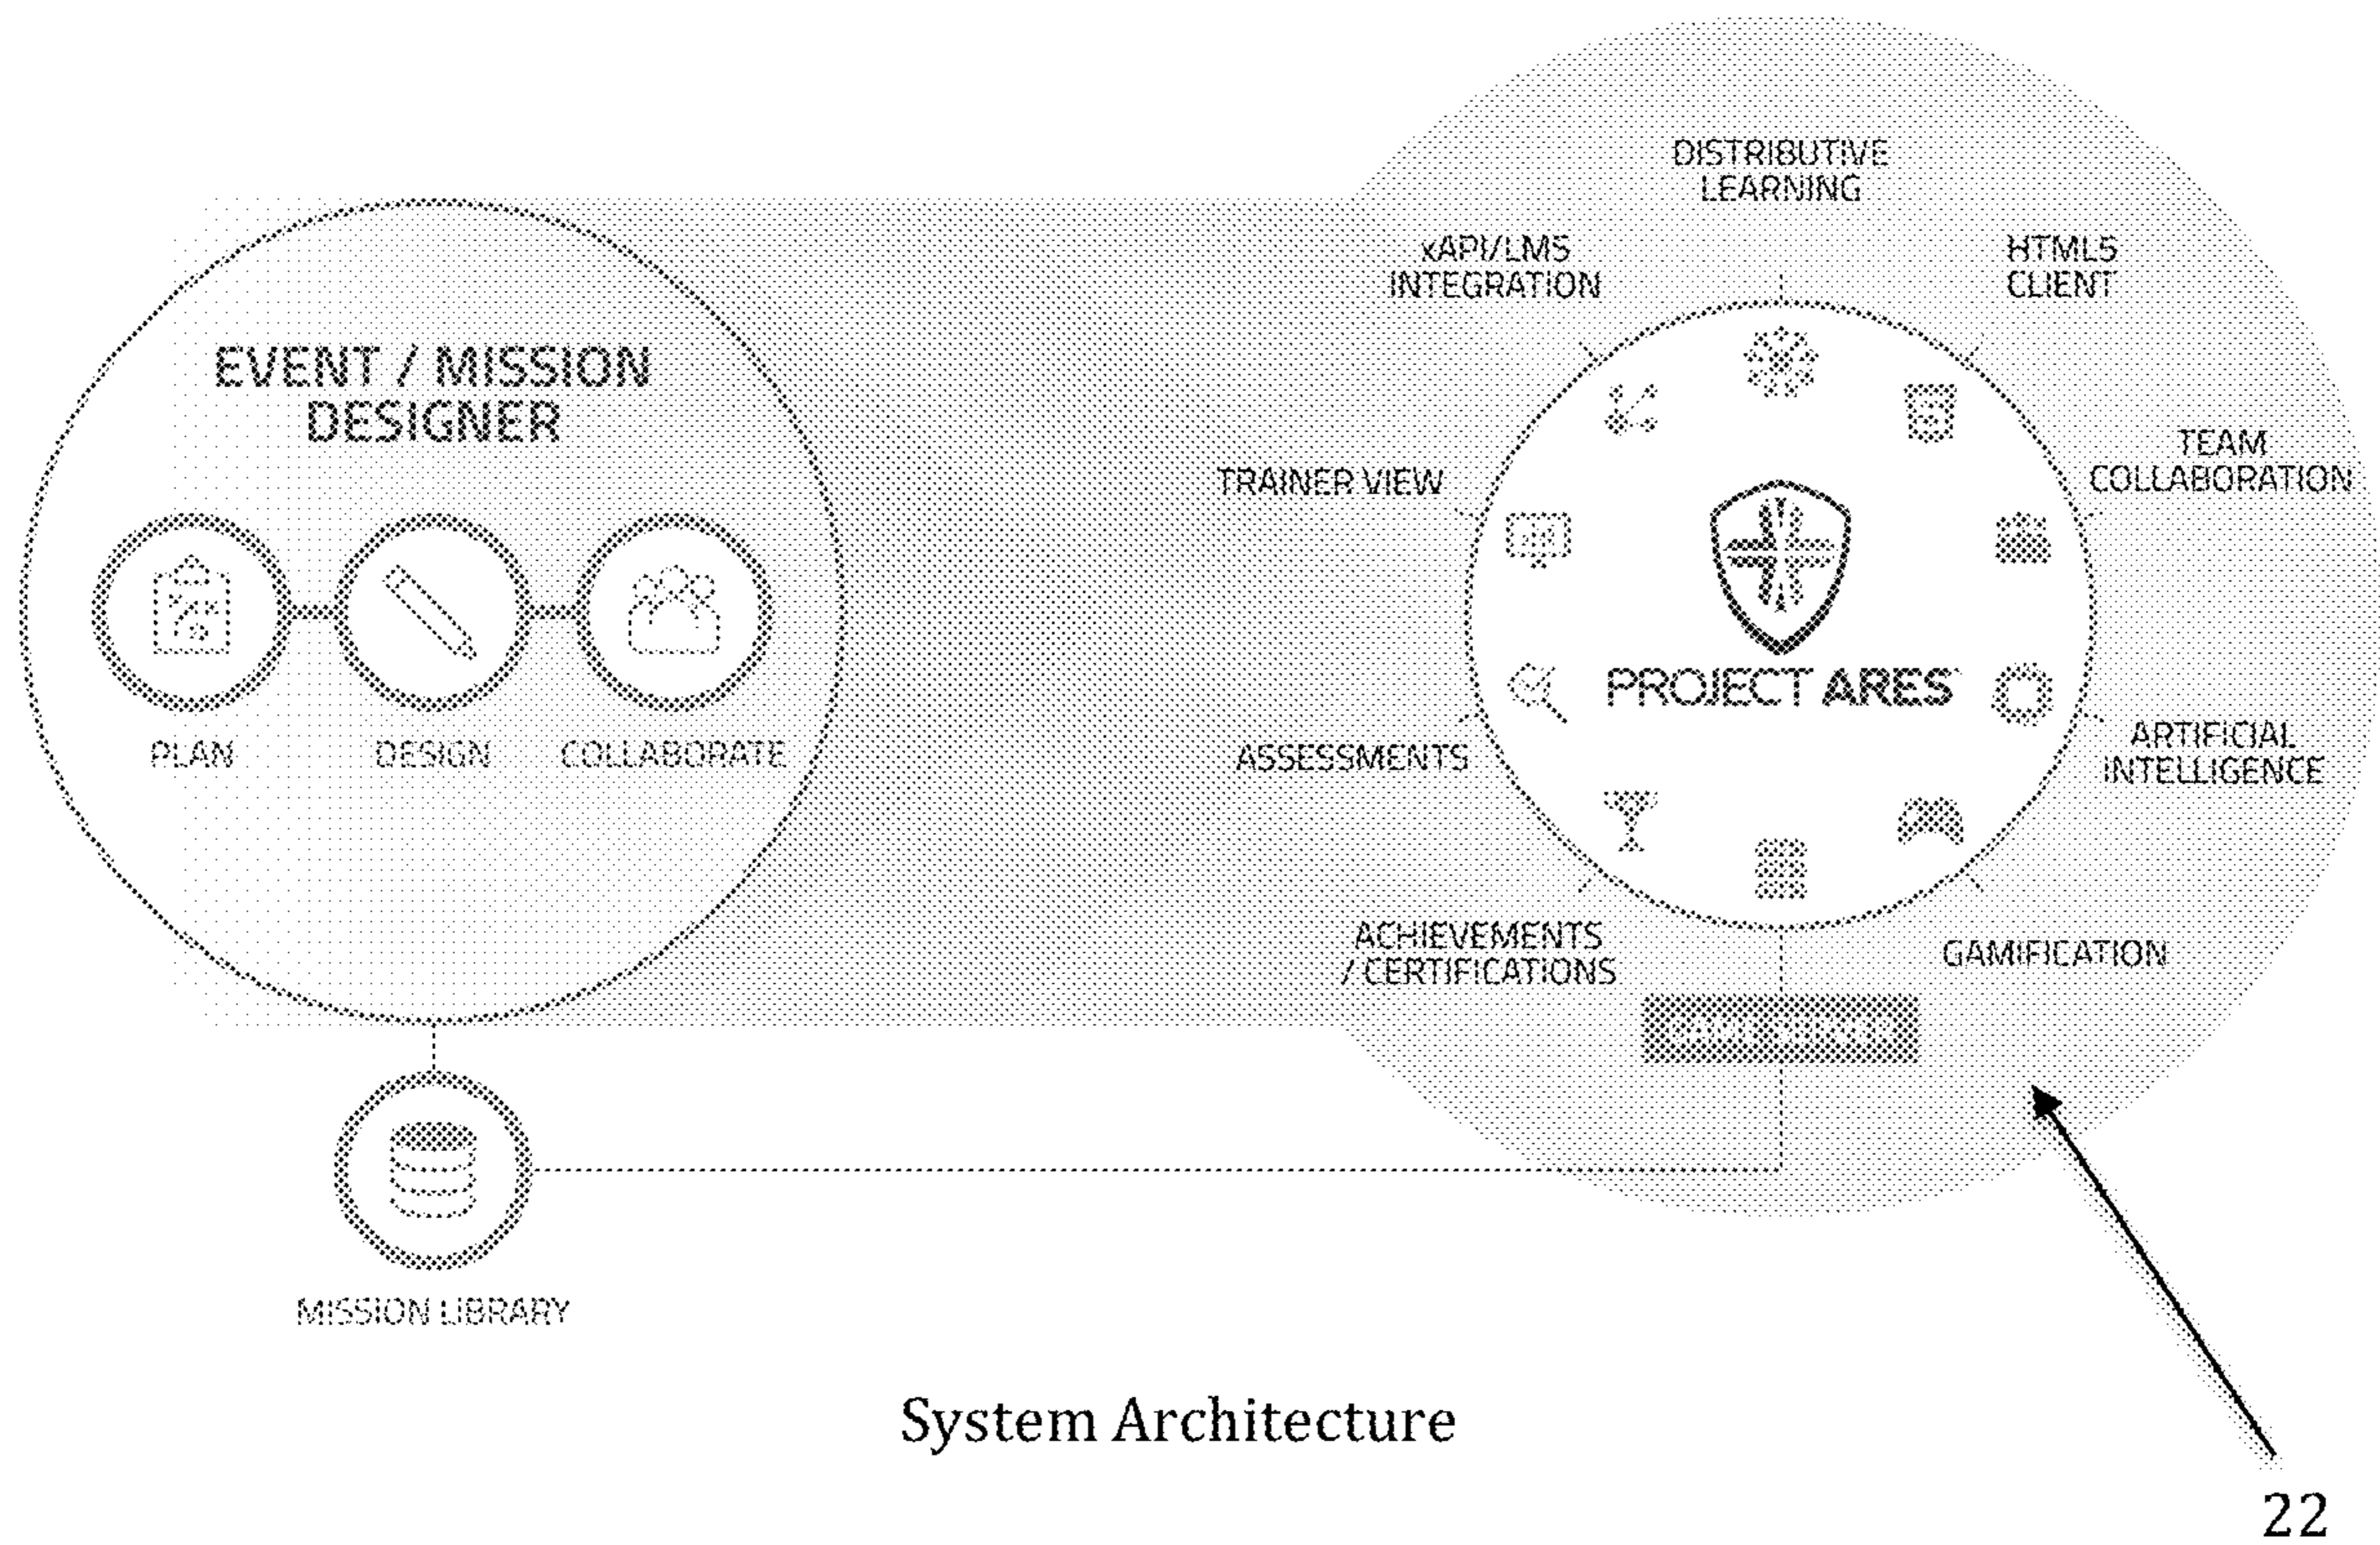 DISTRIBUTIVE
LEARNING
xAPI/LMS
INTEGRATION
HTML5
CLIENT
EVENT / MISSION
DESIGNER
TRAINER VIEW
TEAM
COLLABORATION
PROJECT ARES
PLAN
DESIGN
COLLABORATE
ASSESSMENTS
ARTIFICIAL
INTELLIGENCE
ACHIEVEMENTS
/ CERTIFICATIONS
GAMIFICATION
MISSION LIBRARY
System Architecture
22